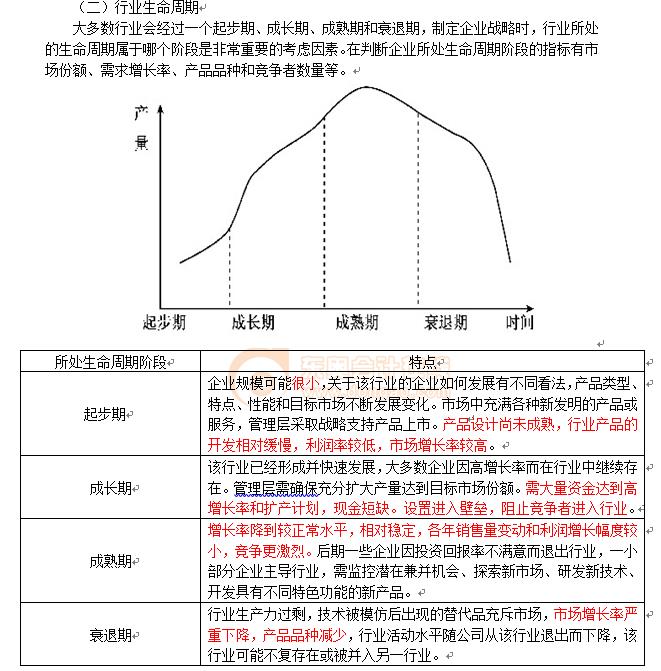 （二）行业生命周期
大多数行业会经过一个起步期、成长期、成熟期和衰退期，制定企业战略时，行业所处
的生命周期属于哪个阶段是非常重要的考虑因素。在判断企业所处生命周期阶段的指标有市
场份额、需求增长率、产品品种和竞争者数量等。
产
量
起步期 成长期 成熟期 衰退期 时间
所处生命周期阶段 特点
起步期
企业规模可能很小，关于该行业的企业如何发展有不同看法，产品类型、
特点、性能和目标市场不断发展变化。市场中充满各种新发明的产品或
服务，管理层采取战略支持产品上市。产品设计尚未成熟，行业产品的
开发相对缓慢，利润率较低，市场增长率较高。
成长期
该行业已经形成并快速发展，大多数企业因高增长率而在行业中继续存
在。管理层需确保充分扩大产量达到目标市场份额。需大量资金达到高
增长率和扩产计划，现金短缺。设置进入壁垒，阻止竞争者进入行业。
成熟期
增长率降到较正常水平，相对稳定，各年销售量变动和利润增长幅度较
小，竞争更激烈。后期一些企业因投资回报率不满意而退出行业，一小
部分企业主导行业，需监控潜在兼并机会、探索新市场、研发新技术、
开发具有不同特色功能的新产品。
衰退期
行业生产力过剩，技术被模仿后出现的替代品充斥市场，市场增长率严
重下降，产品品种减少，行业活动水平随公司从该行业退出而下降，该
行业可能不复存在或被并入另一行业。